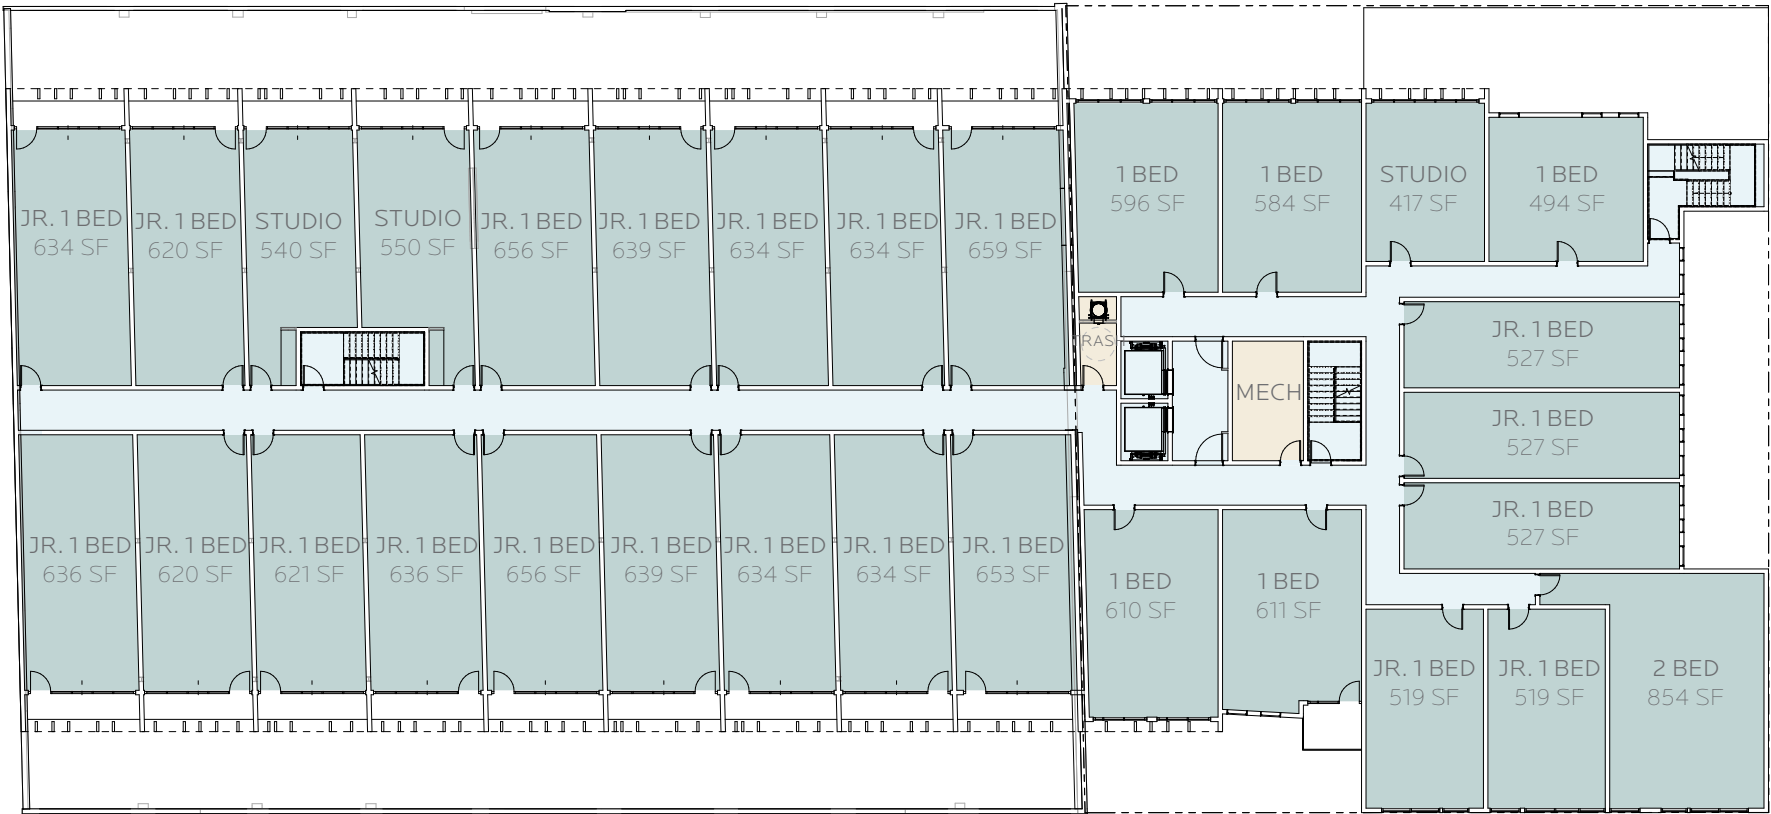 JR. 1 BED
634 SF
JR. 1 BED
620 SF
STUDIO
540 SF
STUDIO
550 SF
JR. 1 BED
656 SF
JR. 1 BED
639 SF
JR. 1 BED
634 SF
JR. 1 BED
634 SF
JR. 1 BED
659 SF
1 BED
596 SF
1 BED
584 SF
STUDIO
417 SF
1 BED
494 SF
JR. 1 BED
527 SF
RASH
MECH
JR. 1 BED
527 SF
JR. 1 BED
527 SF
JR. 1 BED
636 SF
JR. 1 BED
620 SF
JR. 1 BED
621 SF
JR. 1 BED
636 SF
JR. 1 BED
656 SF
JR. 1 BED
639 SF
JR. 1 BED
634 SF
JR. 1 BED
634 SF
JR. 1 BED
653 SF
1 BED
610 SF
1 BED
611 SF
JR. 1 BED
519 SF
JR. 1 BED
519 SF
2 BED
854 SF